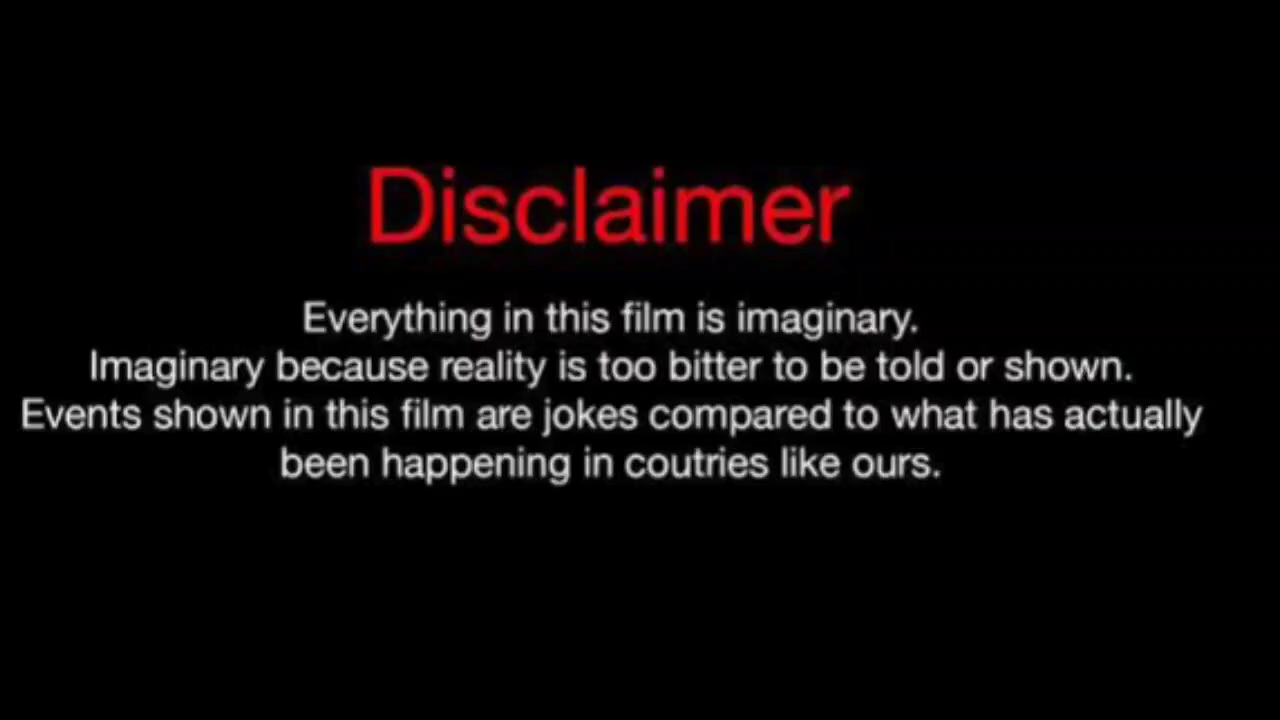 Disclaimer
Everything in this film is imaginary.
Imaginary because reality is too bitter to be told or shown.
Events shown in this film are jokes compared to what has actually
been happening in coutries like ours.